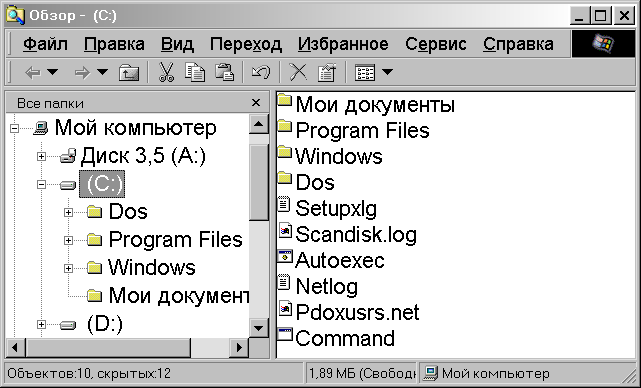 Обзор - (C:)
Файл Правка Вид Переход Избранное Сервис Справка
Все папки
Мой компьютер
Диск 3,5 (A:)
(C:)
Dos
Program Files
Windows
Мои документ
(D:)
Мои документы
Program Files
Windows
Dos
Setupxlg
Scandisk.log
Autoexec
Netlog
Pdoxusrs.net
Command
Объектов:10, скрытых:12
1,89 МБ (Свободн
Мой компьютер